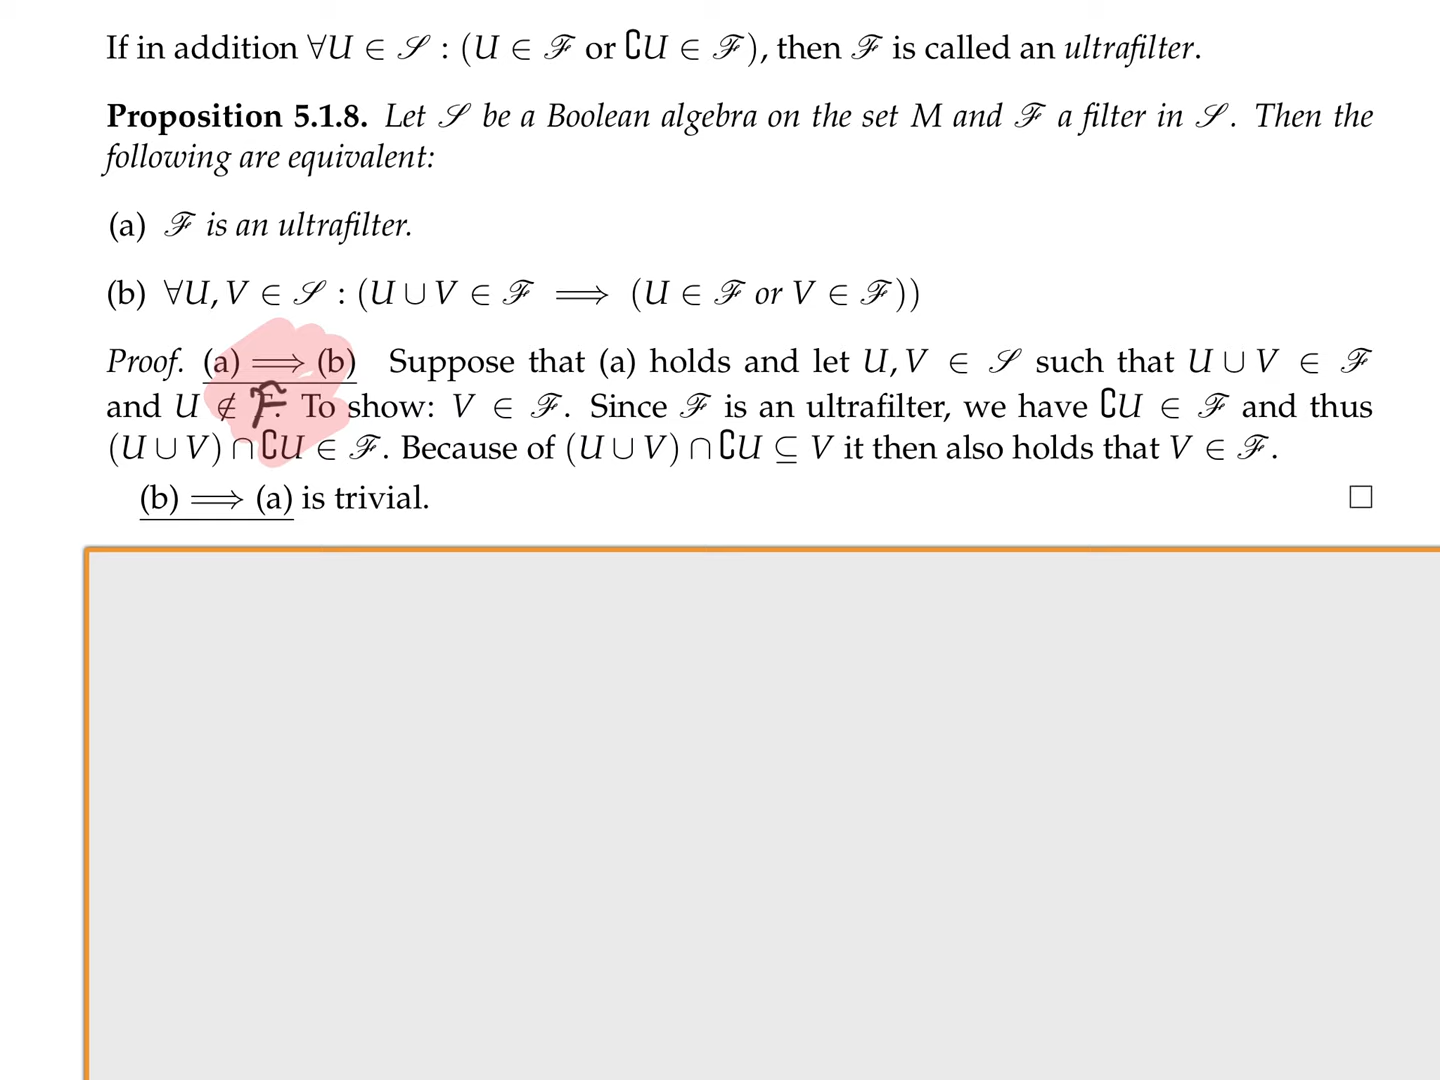 If in addition ∀U ∈ 𝒮 : (U ∈ ℱ or ∁U ∈ ℱ), then ℱ is called an ultrafilter.
Proposition 5.1.8. Let 𝒮 be a Boolean algebra on the set M and ℱ a filter in 𝒮. Then the
following are equivalent:
(a) ℱ is an ultrafilter.
(b) ∀U, V ∈ 𝒮 : (U ∪ V ∈ ℱ ⟹ (U ∈ ℱ or V ∈ ℱ))
Proof. (a) ⟹ (b) Suppose that (a) holds and let U, V ∈ 𝒮 such that U ∪ V ∈ ℱ
and U ∉ ℱ. To show: V ∈ ℱ. Since ℱ is an ultrafilter, we have ∁U ∈ ℱ and thus
(U ∪ V) ∩ ∁U ∈ ℱ. Because of (U ∪ V) ∩ ∁U ⊆ V it then also holds that V ∈ ℱ.
(b) ⟹ (a) is trivial. □